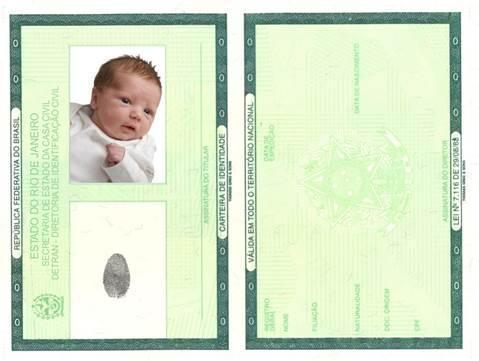 REPÚBLICA FEDERATIVA DO BRASIL
ESTADO DO RIO DE JANEIRO
SECRETARIA DE ESTADO DA CASA CIVIL
DETRAN - DIRETORIA DE IDENTIFICAÇÃO CIVIL
ASSINATURA DO TITULAR
CARTEIRA DE IDENTIDADE
VÁLIDA EM TODO O TERRITÓRIO NACIONAL
REGISTRO GERAL
DATA DE EXPEDIÇÃO
NOME
FILIAÇÃO
NATURALIDADE
DATA DE NASCIMENTO
DOC. ORIGEM
CPF
ASSINATURA DO DIRETOR
LEI Nº 7.116 DE 29/08/83